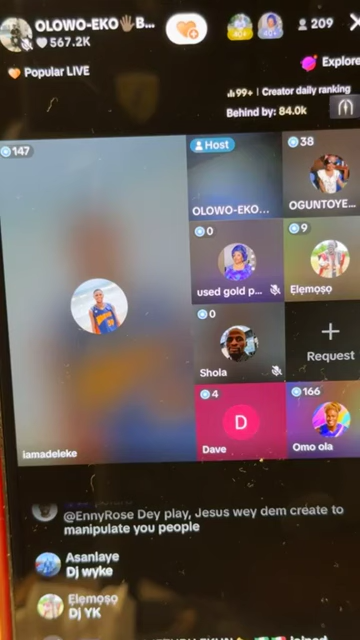 OLOWO-EKO🖐🏿B...
567.2K
209
Popular LIVE
Explore
99+ | Creator daily ranking
Behind by: 84.0k
147
Host
OLOWO-EKO...
38
OGUNTOYE...
0
used gold p...
9
Ẹlẹmọṣọ
0
Shola
+
Request
iamadeleke
4
D
Dave
166
Omo ola
@EnnyRose Dey play, Jesus wey dem create to
manipulate you people
Asanlaye
Dj wyke
Ẹlẹmọṣọ
Dj YK